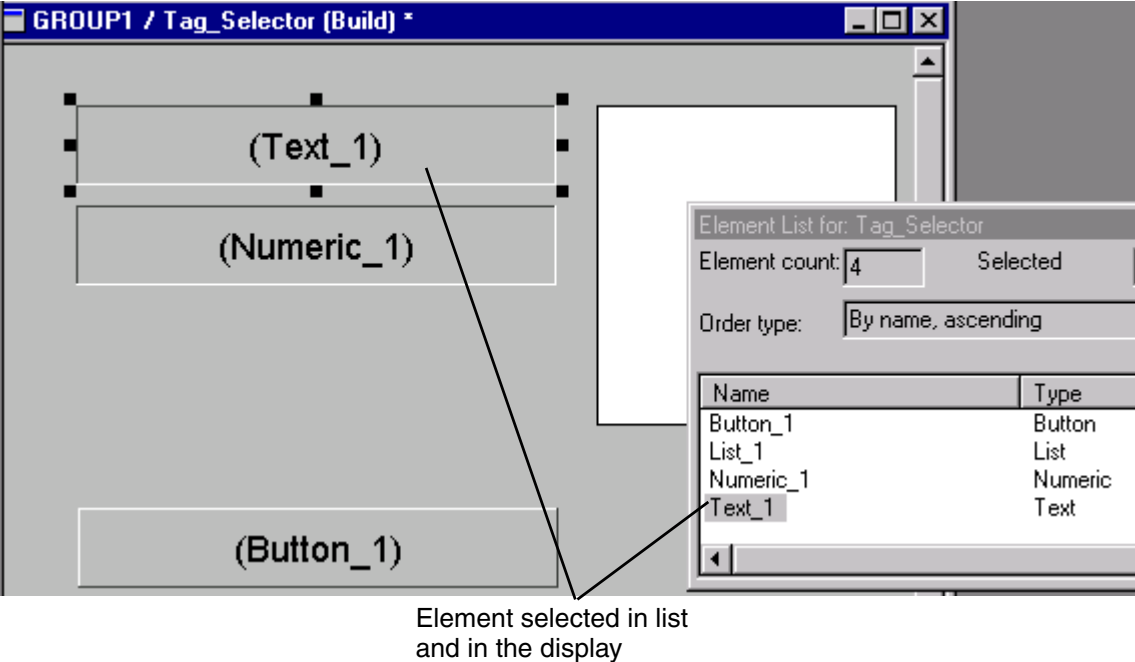 GROUP1 / Tag_Selector (Build) *
(Text_1)
(Numeric_1)
(Button_1)
Element List for: Tag_Selector
Element count: 4 Selected
Order type: By name, ascending
Name Type
Button_1 Button
List_1 List
Numeric_1 Numeric
Text_1 Text
Element selected in list
and in the display